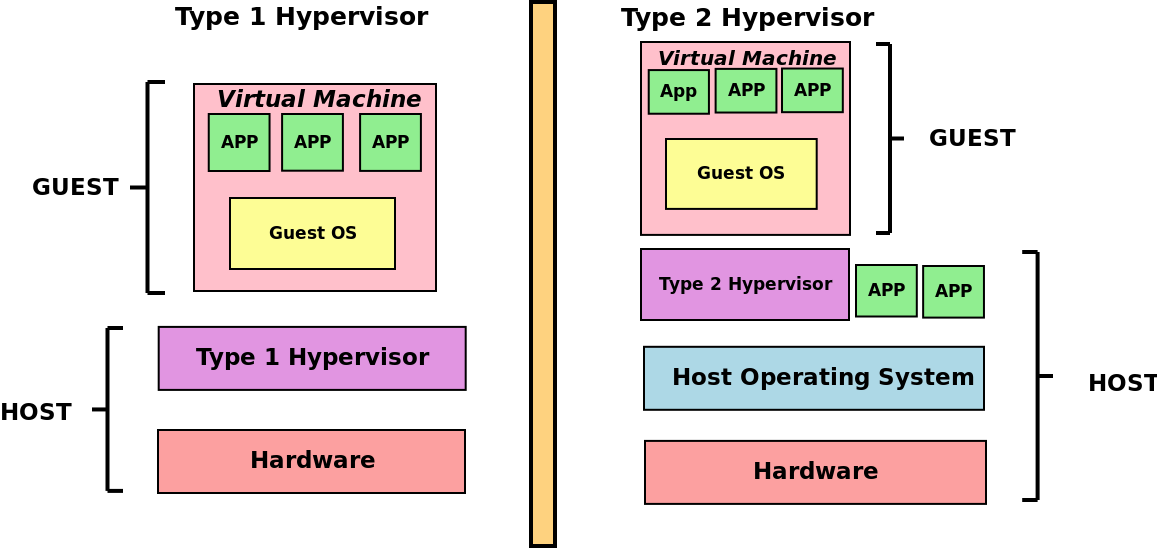 Type 1 Hypervisor
Virtual Machine
APP APP APP
GUEST
Guest OS
Type 1 Hypervisor
HOST
Hardware
Type 2 Hypervisor
Virtual Machine
App APP APP
GUEST
Guest OS
Type 2 Hypervisor APP APP
Host Operating System
HOST
Hardware